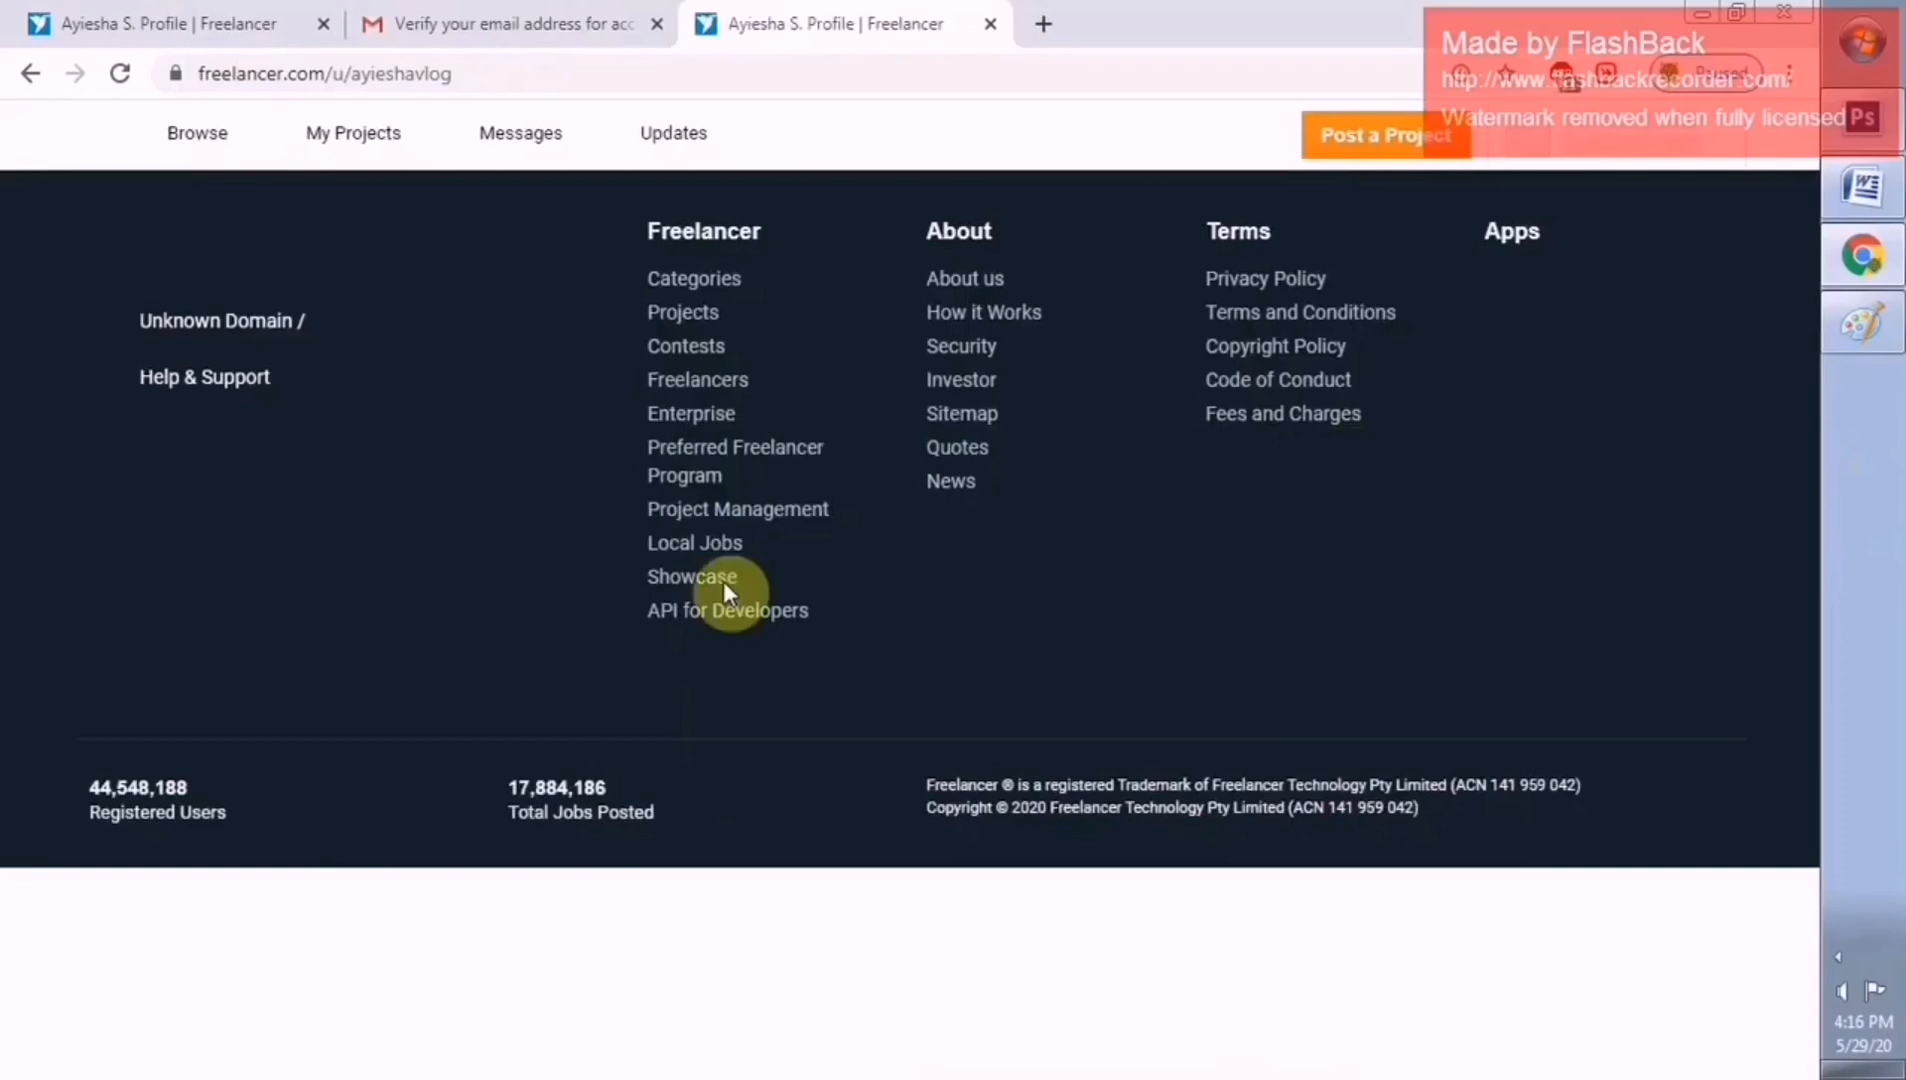 Ayiesha S. Profile | Freelancer
Verify your email address for acc
Ayiesha S. Profile | Freelancer
freelancer.com/u/ayieshavlog
Paused
Made by FlashBack
http://www.flashbackrecorder.com/
Watermark removed when fully licensed
Ps
Browse
My Projects
Messages
Updates
Post a Project
W
Unknown Domain /
Help & Support
Freelancer
Categories
Projects
Contests
Freelancers
Enterprise
Preferred Freelancer
Program
Project Management
Local Jobs
Showcase
API for Developers
About
About us
How it Works
Security
Investor
Sitemap
Quotes
News
Terms
Privacy Policy
Terms and Conditions
Copyright Policy
Code of Conduct
Fees and Charges
Apps
44,548,188
Registered Users
17,884,186
Total Jobs Posted
Freelancer ® is a registered Trademark of Freelancer Technology Pty Limited (ACN 141 959 042)
Copyright © 2020 Freelancer Technology Pty Limited (ACN 141 959 042)
4:16 PM
5/29/20